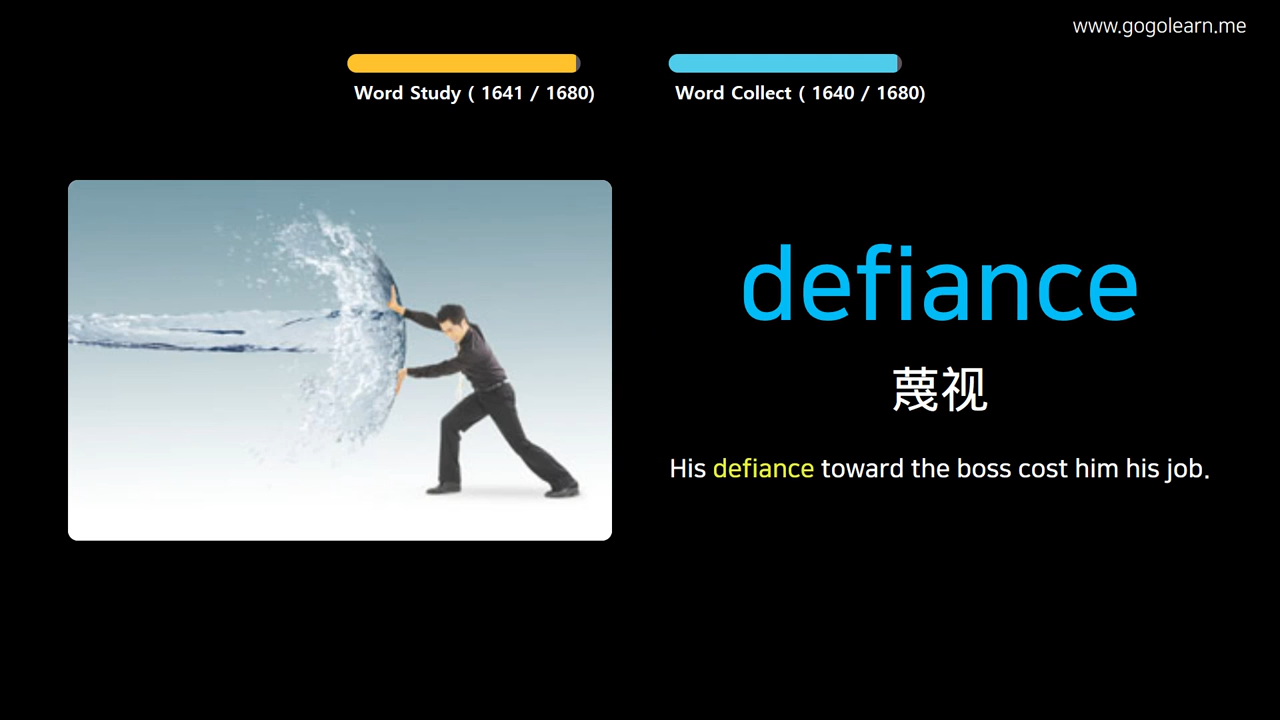 www.gogolearn.me
Word Study ( 1641 / 1680)
Word Collect ( 1640 / 1680)
defiance
蔑视
His defiance toward the boss cost him his job.